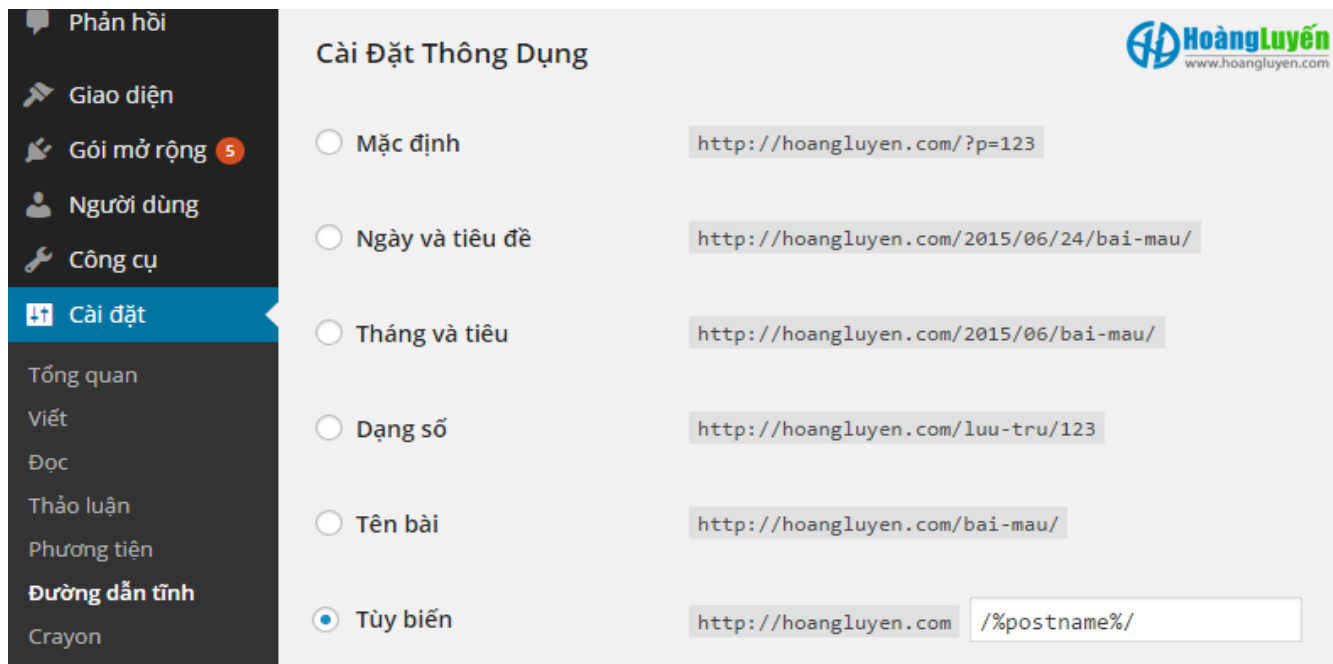 Phản hồi
Giao diện
Gói mở rộng 5
Người dùng
Công cụ
Cài đặt
Tổng quan
Viết
Đọc
Thảo luận
Phương tiện
Đường dẫn tĩnh
Crayon
HoàngLuyến
www.hoangluyen.com
Cài Đặt Thông Dụng
Mặc định http://hoangluyen.com/?p=123
Ngày và tiêu đề http://hoangluyen.com/2015/06/24/bai-mau/
Tháng và tiêu http://hoangluyen.com/2015/06/bai-mau/
Dạng số http://hoangluyen.com/luu-tru/123
Tên bài http://hoangluyen.com/bai-mau/
Tùy biến http://hoangluyen.com /%postname%/